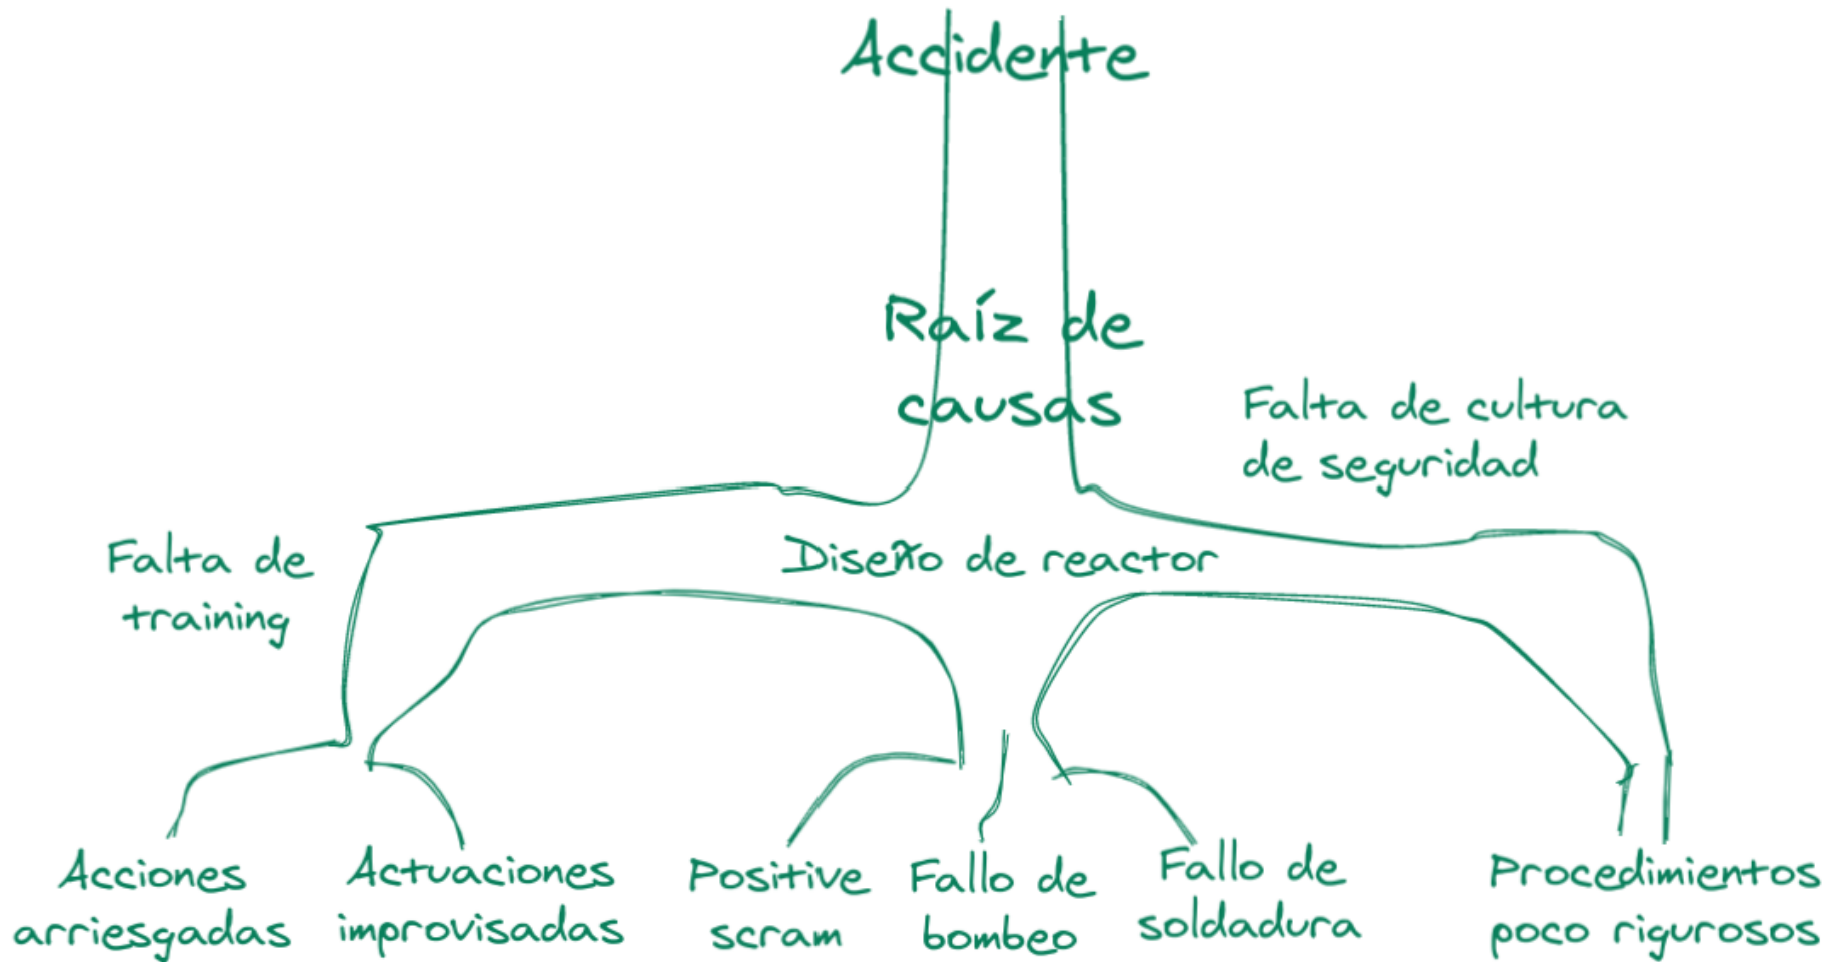 Accidente
Raíz de
causas
Falta de cultura
de seguridad
Falta de
training
Diseño de reactor
Acciones
arriesgadas
Actuaciones
improvisadas
Positive
scram
Fallo de
bombeo
Fallo de
soldadura
Procedimientos
poco rigurosos